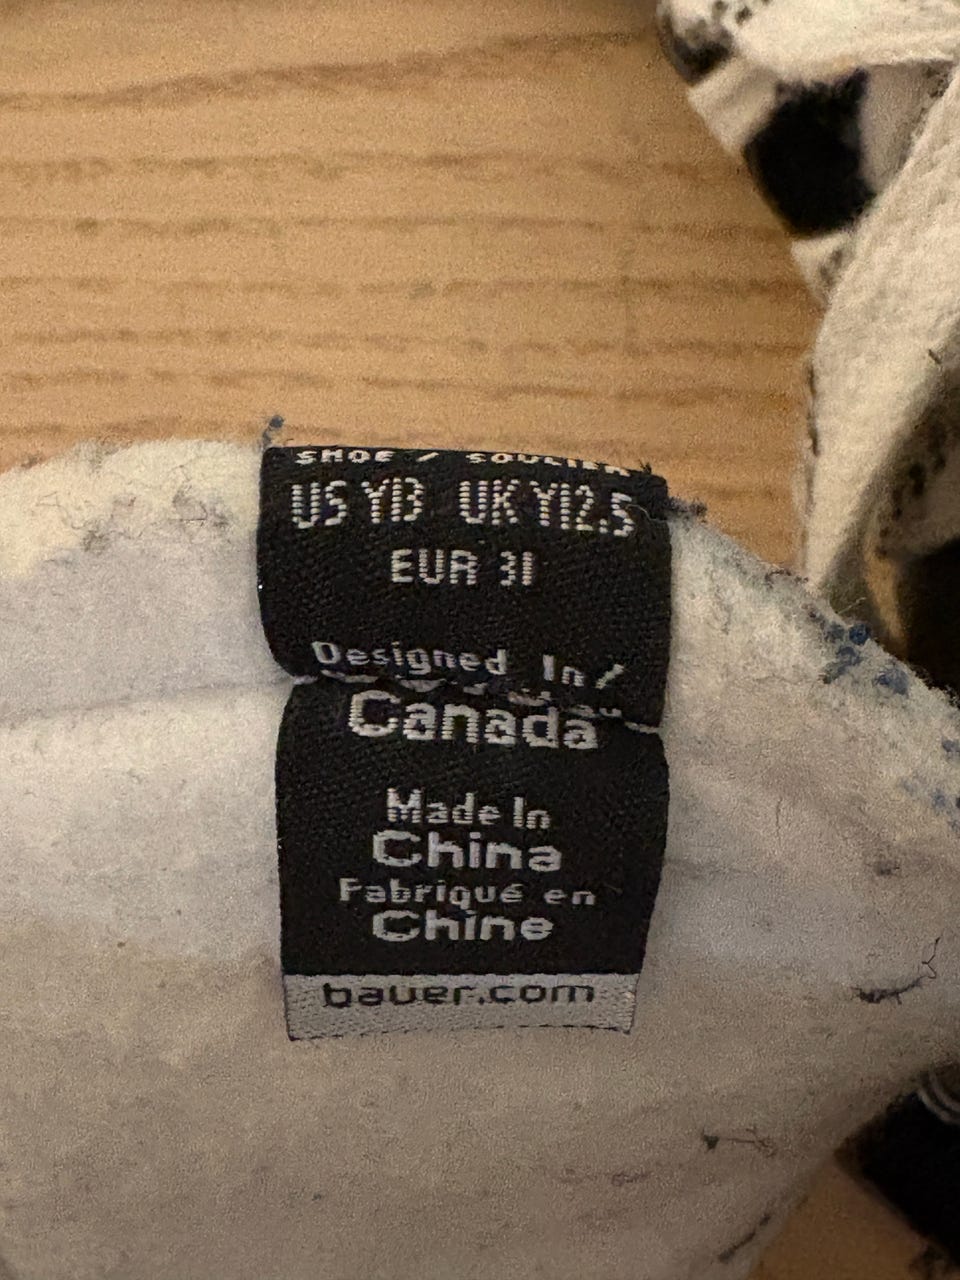 SHOE / SOULIER
US Y13 UK Y12.5
EUR 31
Designed In /
Canada
Made In
China
Fabriqué en
Chine
bauer.com